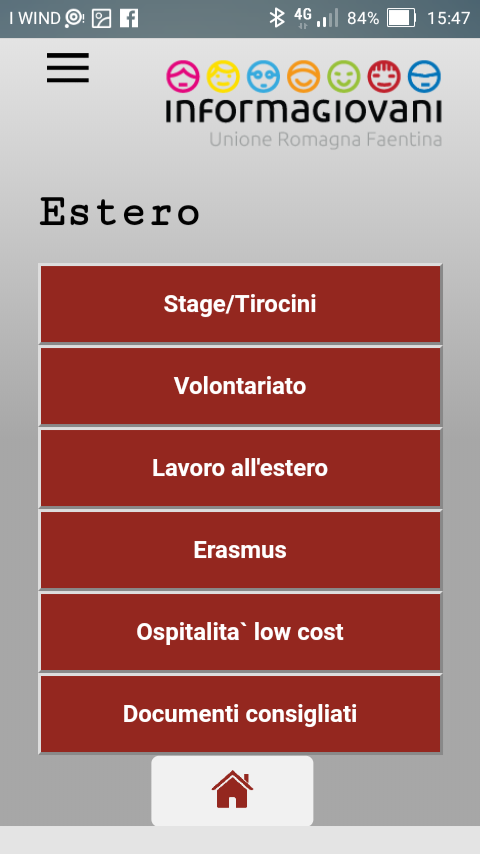 I WIND 4G 84% 15:47
informagiovani
Unione Romagna Faentina
Estero
Stage/Tirocini
Volontariato
Lavoro all'estero
Erasmus
Ospitalita` low cost
Documenti consigliati